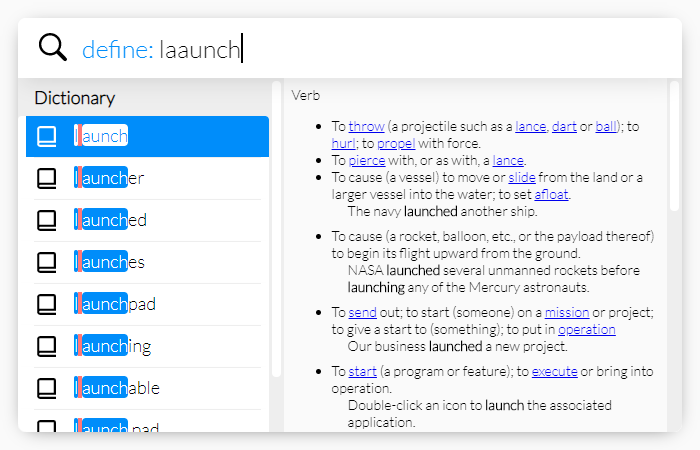 define: laaunch
Dictionary
launch
launcher
launched
launches
launchpad
launching
launchable
launch pad
Verb
To throw (a projectile such as a lance, dart or ball); to
hurl; to propel with force.
To pierce with, or as with, a lance.
To cause (a vessel) to move or slide from the land or a
larger vessel into the water; to set afloat.
The navy launched another ship.
To cause (a rocket, balloon, etc., or the payload thereof)
to begin its flight upward from the ground.
NASA launched several unmanned rockets before
launching any of the Mercury astronauts.
To send out; to start (someone) on a mission or project;
to give a start to (something); to put in operation
Our business launched a new project.
To start (a program or feature); to execute or bring into
operation.
Double-click an icon to launch the associated
application.